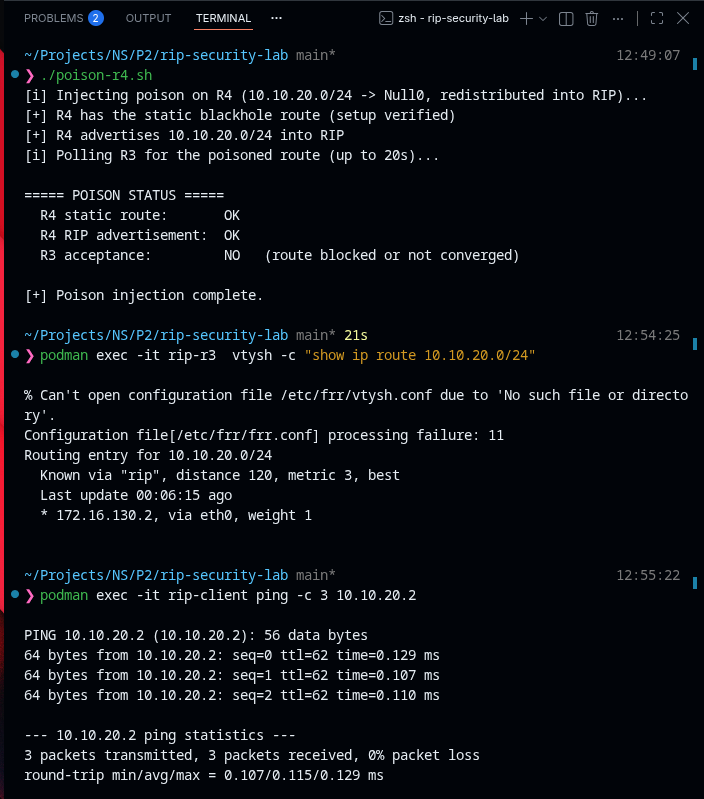 PROBLEMS 2 OUTPUT TERMINAL ··· zsh - rip-security-lab
~/Projects/NS/P2/rip-security-lab main* 12:49:07
❯ ./poison-r4.sh
[i] Injecting poison on R4 (10.10.20.0/24 -> Null0, redistributed into RIP)...
[+] R4 has the static blackhole route (setup verified)
[+] R4 advertises 10.10.20.0/24 into RIP
[i] Polling R3 for the poisoned route (up to 20s)...
===== POISON STATUS =====
R4 static route: OK
R4 RIP advertisement: OK
R3 acceptance: NO (route blocked or not converged)
[+] Poison injection complete.
~/Projects/NS/P2/rip-security-lab main* 21s 12:54:25
❯ podman exec -it rip-r3  vtysh -c "show ip route 10.10.20.0/24"
% Can't open configuration file /etc/frr/vtysh.conf due to 'No such file or directo
ry'.
Configuration file[/etc/frr/frr.conf] processing failure: 11
Routing entry for 10.10.20.0/24
Known via "rip", distance 120, metric 3, best
Last update 00:06:15 ago
* 172.16.130.2, via eth0, weight 1
~/Projects/NS/P2/rip-security-lab main* 12:55:22
❯ podman exec -it rip-client ping -c 3 10.10.20.2
PING 10.10.20.2 (10.10.20.2): 56 data bytes
64 bytes from 10.10.20.2: seq=0 ttl=62 time=0.129 ms
64 bytes from 10.10.20.2: seq=1 ttl=62 time=0.107 ms
64 bytes from 10.10.20.2: seq=2 ttl=62 time=0.110 ms
--- 10.10.20.2 ping statistics ---
3 packets transmitted, 3 packets received, 0% packet loss
round-trip min/avg/max = 0.107/0.115/0.129 ms